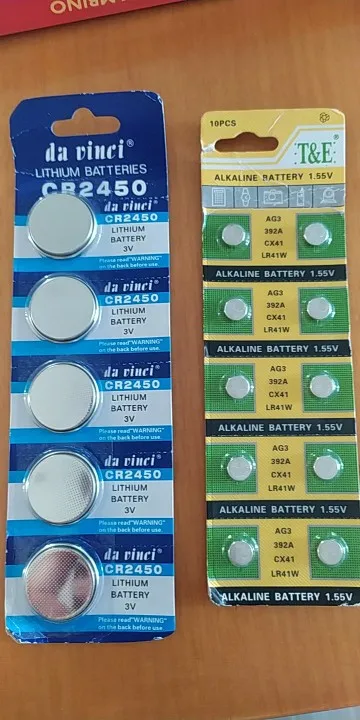 BRINO
da vinci®
LITHIUM BATTERIES
CR2450
da vinci®
CR2450
LITHIUM
BATTERY
3V
Please read "WARNING"
on the back before use.
da vinci®
CR2450
LITHIUM
BATTERY
3V
Please read "WARNING"
on the back before use.
da vinci®
CR2450
LITHIUM
BATTERY
3V
Please read "WARNING"
on the back before use.
da vinci®
CR2450
LITHIUM
BATTERY
3V
Please read "WARNING"
on the back before use.
da vinci®
CR2450
LITHIUM
BATTERY
3V
Please read "WARNING"
on the back before use.
10PCS
T&E®
ALKALINE BATTERY 1.55V
AG3
392A
CX41
LR41W
ALKALINE BATTERY 1.55V
AG3
392A
CX41
LR41W
ALKALINE BATTERY 1.55V
AG3
392A
CX41
LR41W
ALKALINE BATTERY 1.55V
AG3
392A
CX41
LR41W
ALKALINE BATTERY 1.55V
AG3
392A
CX41
LR41W
ALKALINE BATTERY 1.55V